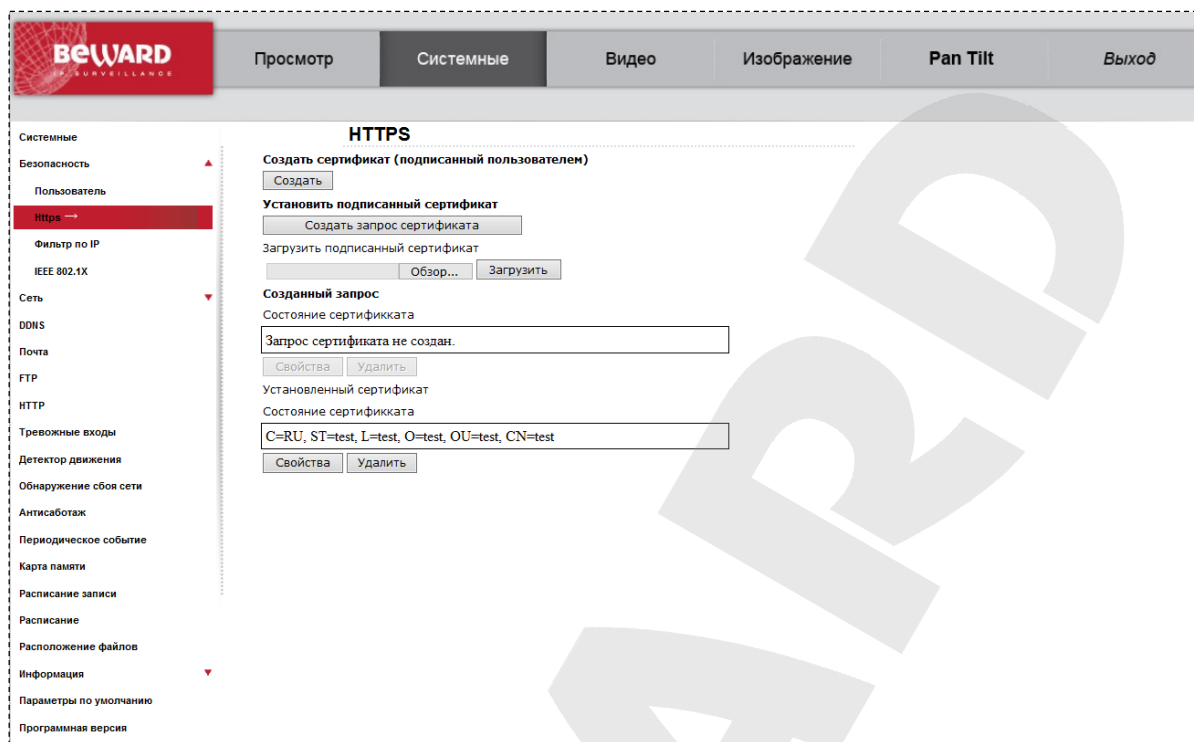 BEWARD
IP SURVEILLANCE
Просмотр
Системные
Видео
Изображение
Pan Tilt
Выход
Системные
Безопасность
Пользователь
Https →
Фильтр по IP
IEEE 802.1X
Сеть
DDNS
Почта
FTP
HTTP
Тревожные входы
Детектор движения
Обнаружение сбоя сети
Антисаботаж
Периодическое событие
Карта памяти
Расписание записи
Расписание
Расположение файлов
Информация
Параметры по умолчанию
Программная версия
HTTPS
Создать сертификат (подписанный пользователем)
Создать
Установить подписанный сертификат
Создать запрос сертификата
Загрузить подписанный сертификат
Обзор... Загрузить
Созданный запрос
Состояние сертифиkката
Запрос сертификата не создан.
Свойства Удалить
Установленный сертификат
Состояние сертификката
C=RU, ST=test, L=test, O=test, OU=test, CN=test
Свойства Удалить
ARD